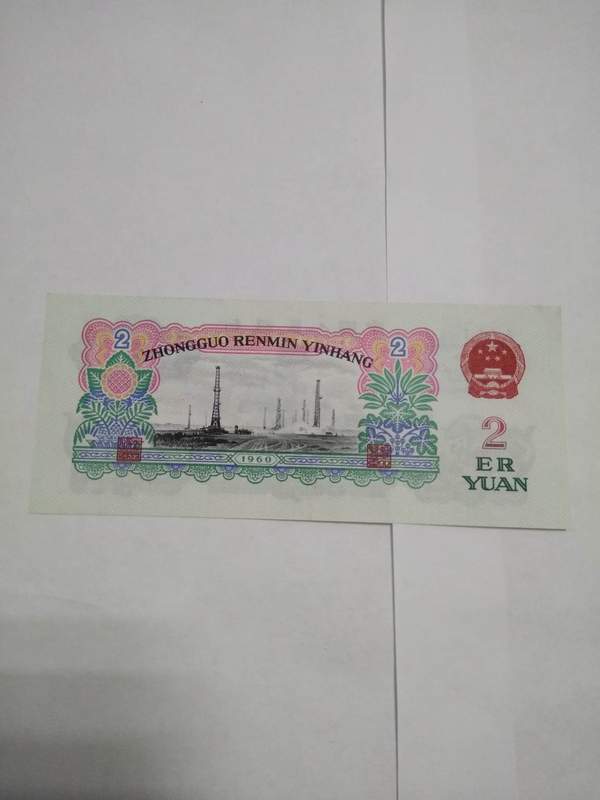 2
ZHONGGUO RENMIN YINHANG
2
1960
2
ER
YUAN